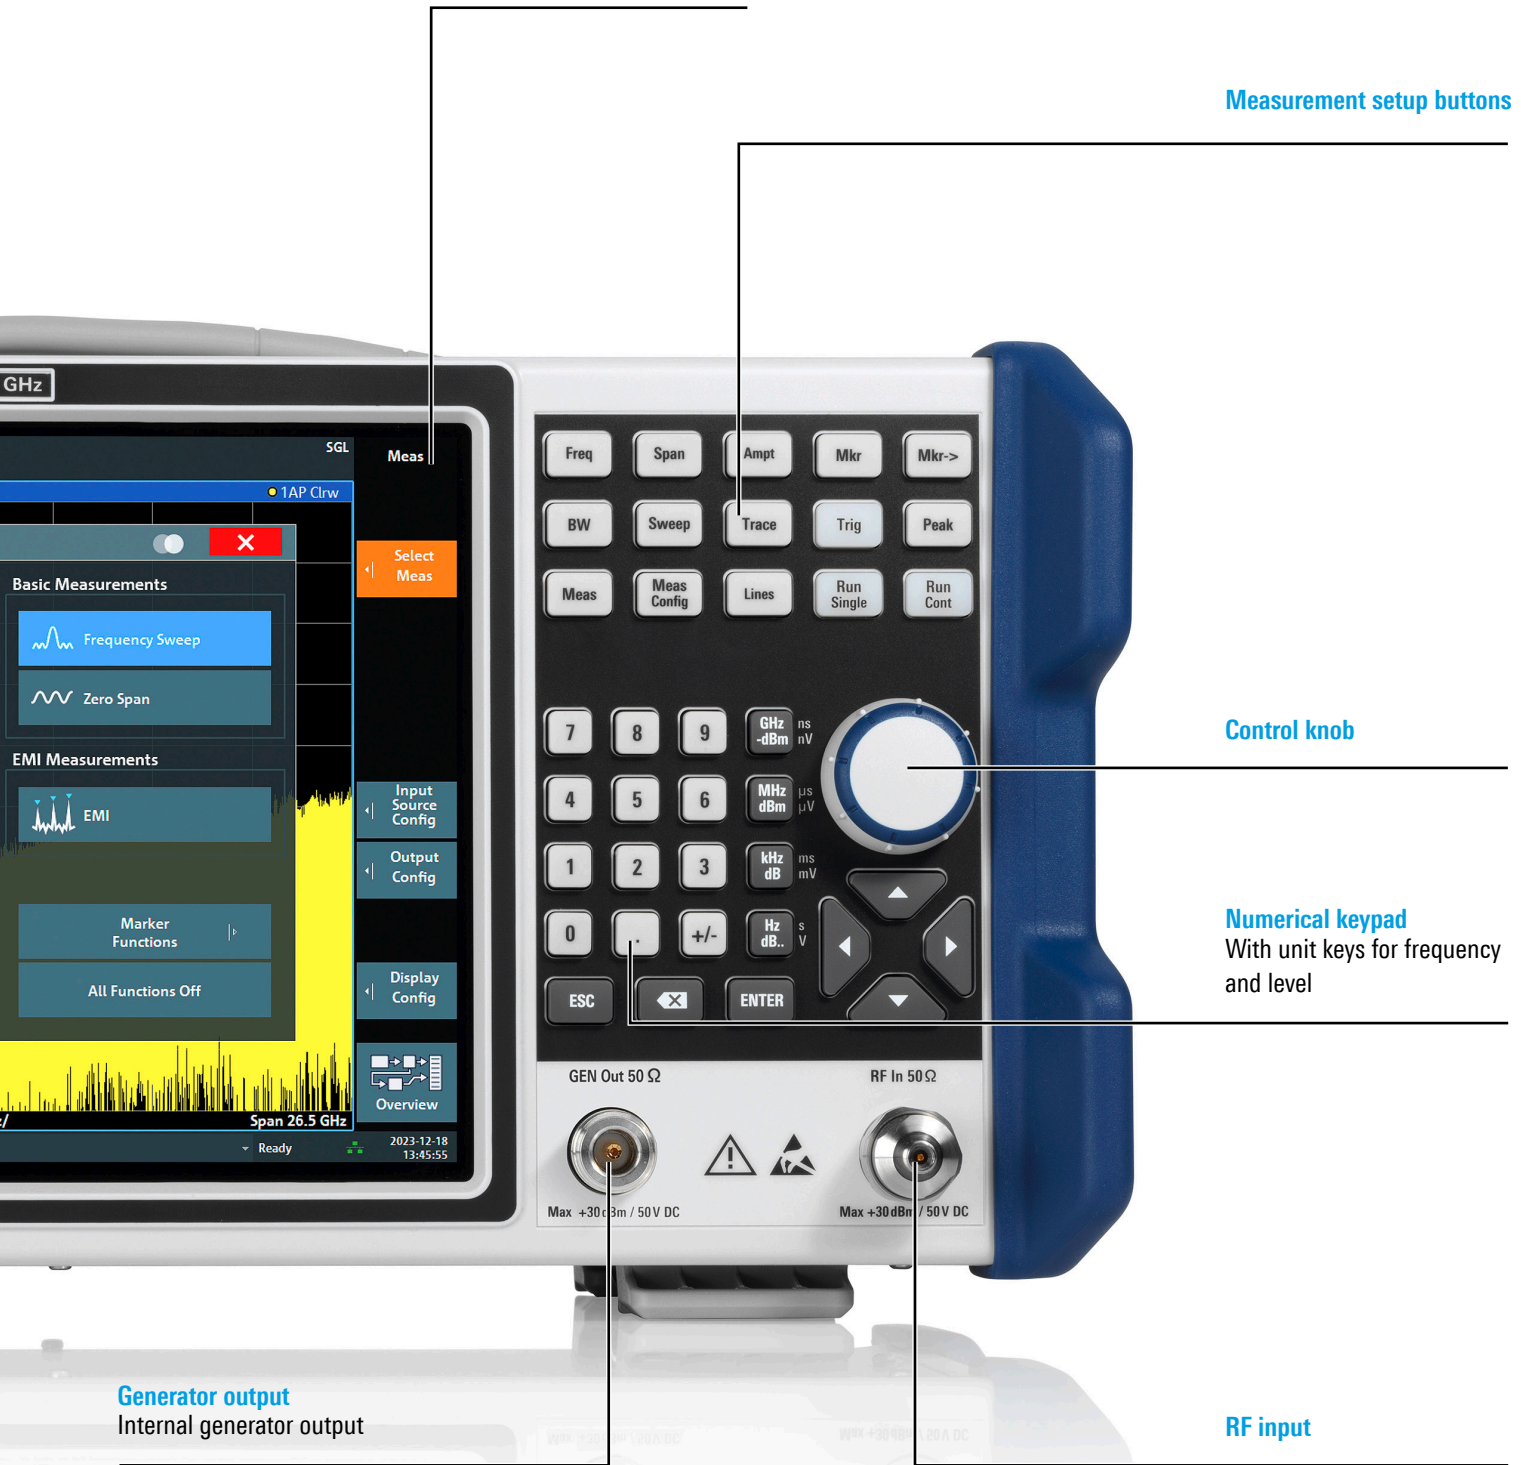 Measurement setup buttons
GHz
SGL
Meas
1AP Clrw
Basic Measurements
Frequency Sweep
Zero Span
EMI Measurements
EMI
Marker
Functions
All Functions Off
Select
Meas
Input
Source
Config
Output
Config
Display
Config
Overview
z/
Span 26.5 GHz
Ready
2023-12-18
13:45:55
Freq Span Ampt Mkr Mkr->
BW Sweep Trace Trig Peak
Meas Meas Config Lines Run Single Run Cont
7 8 9 GHz -dBm ns nV
4 5 6 MHz dBm µs µV
1 2 3 kHz dB ms mV
0 . +/- Hz dB.. s V
ESC ENTER
Control knob
Numerical keypad
With unit keys for frequency
and level
GEN Out 50 Ω
RF In 50 Ω
Max +30 dBm / 50 V DC
Max +30 dBm / 50 V DC
Generator output
Internal generator output
RF input